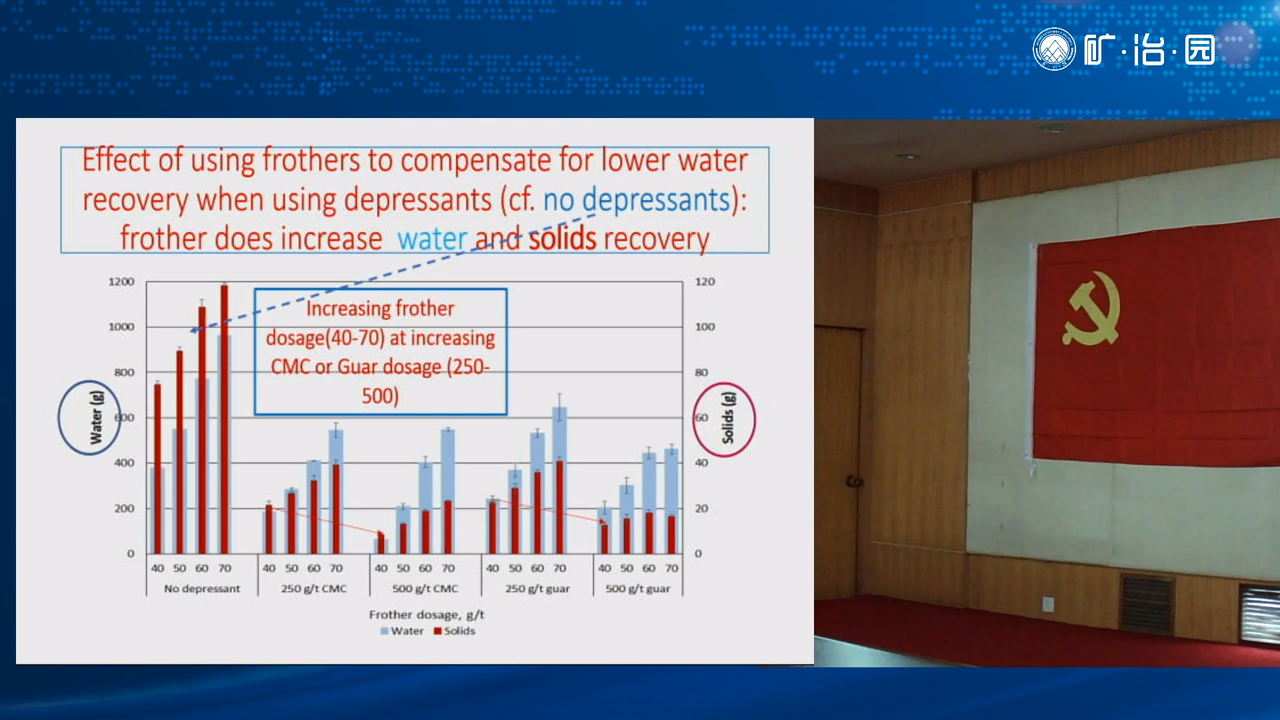 矿·冶·园
Effect of using frothers to compensate for lower water
recovery when using depressants (cf. no depressants):
frother does increase water and solids recovery
Increasing frother
dosage(40-70) at increasing
CMC or Guar dosage (250-
500)
1200
1000
800
600
400
200
0
Water (g)
120
100
80
60
40
20
0
Solids (g)
40 50 60 70 40 50 60 70 40 50 60 70 40 50 60 70 40 50 60 70
No depressant 250 g/t CMC 500 g/t CMC 250 g/t guar 500 g/t guar
Frother dosage, g/t
Water Solids